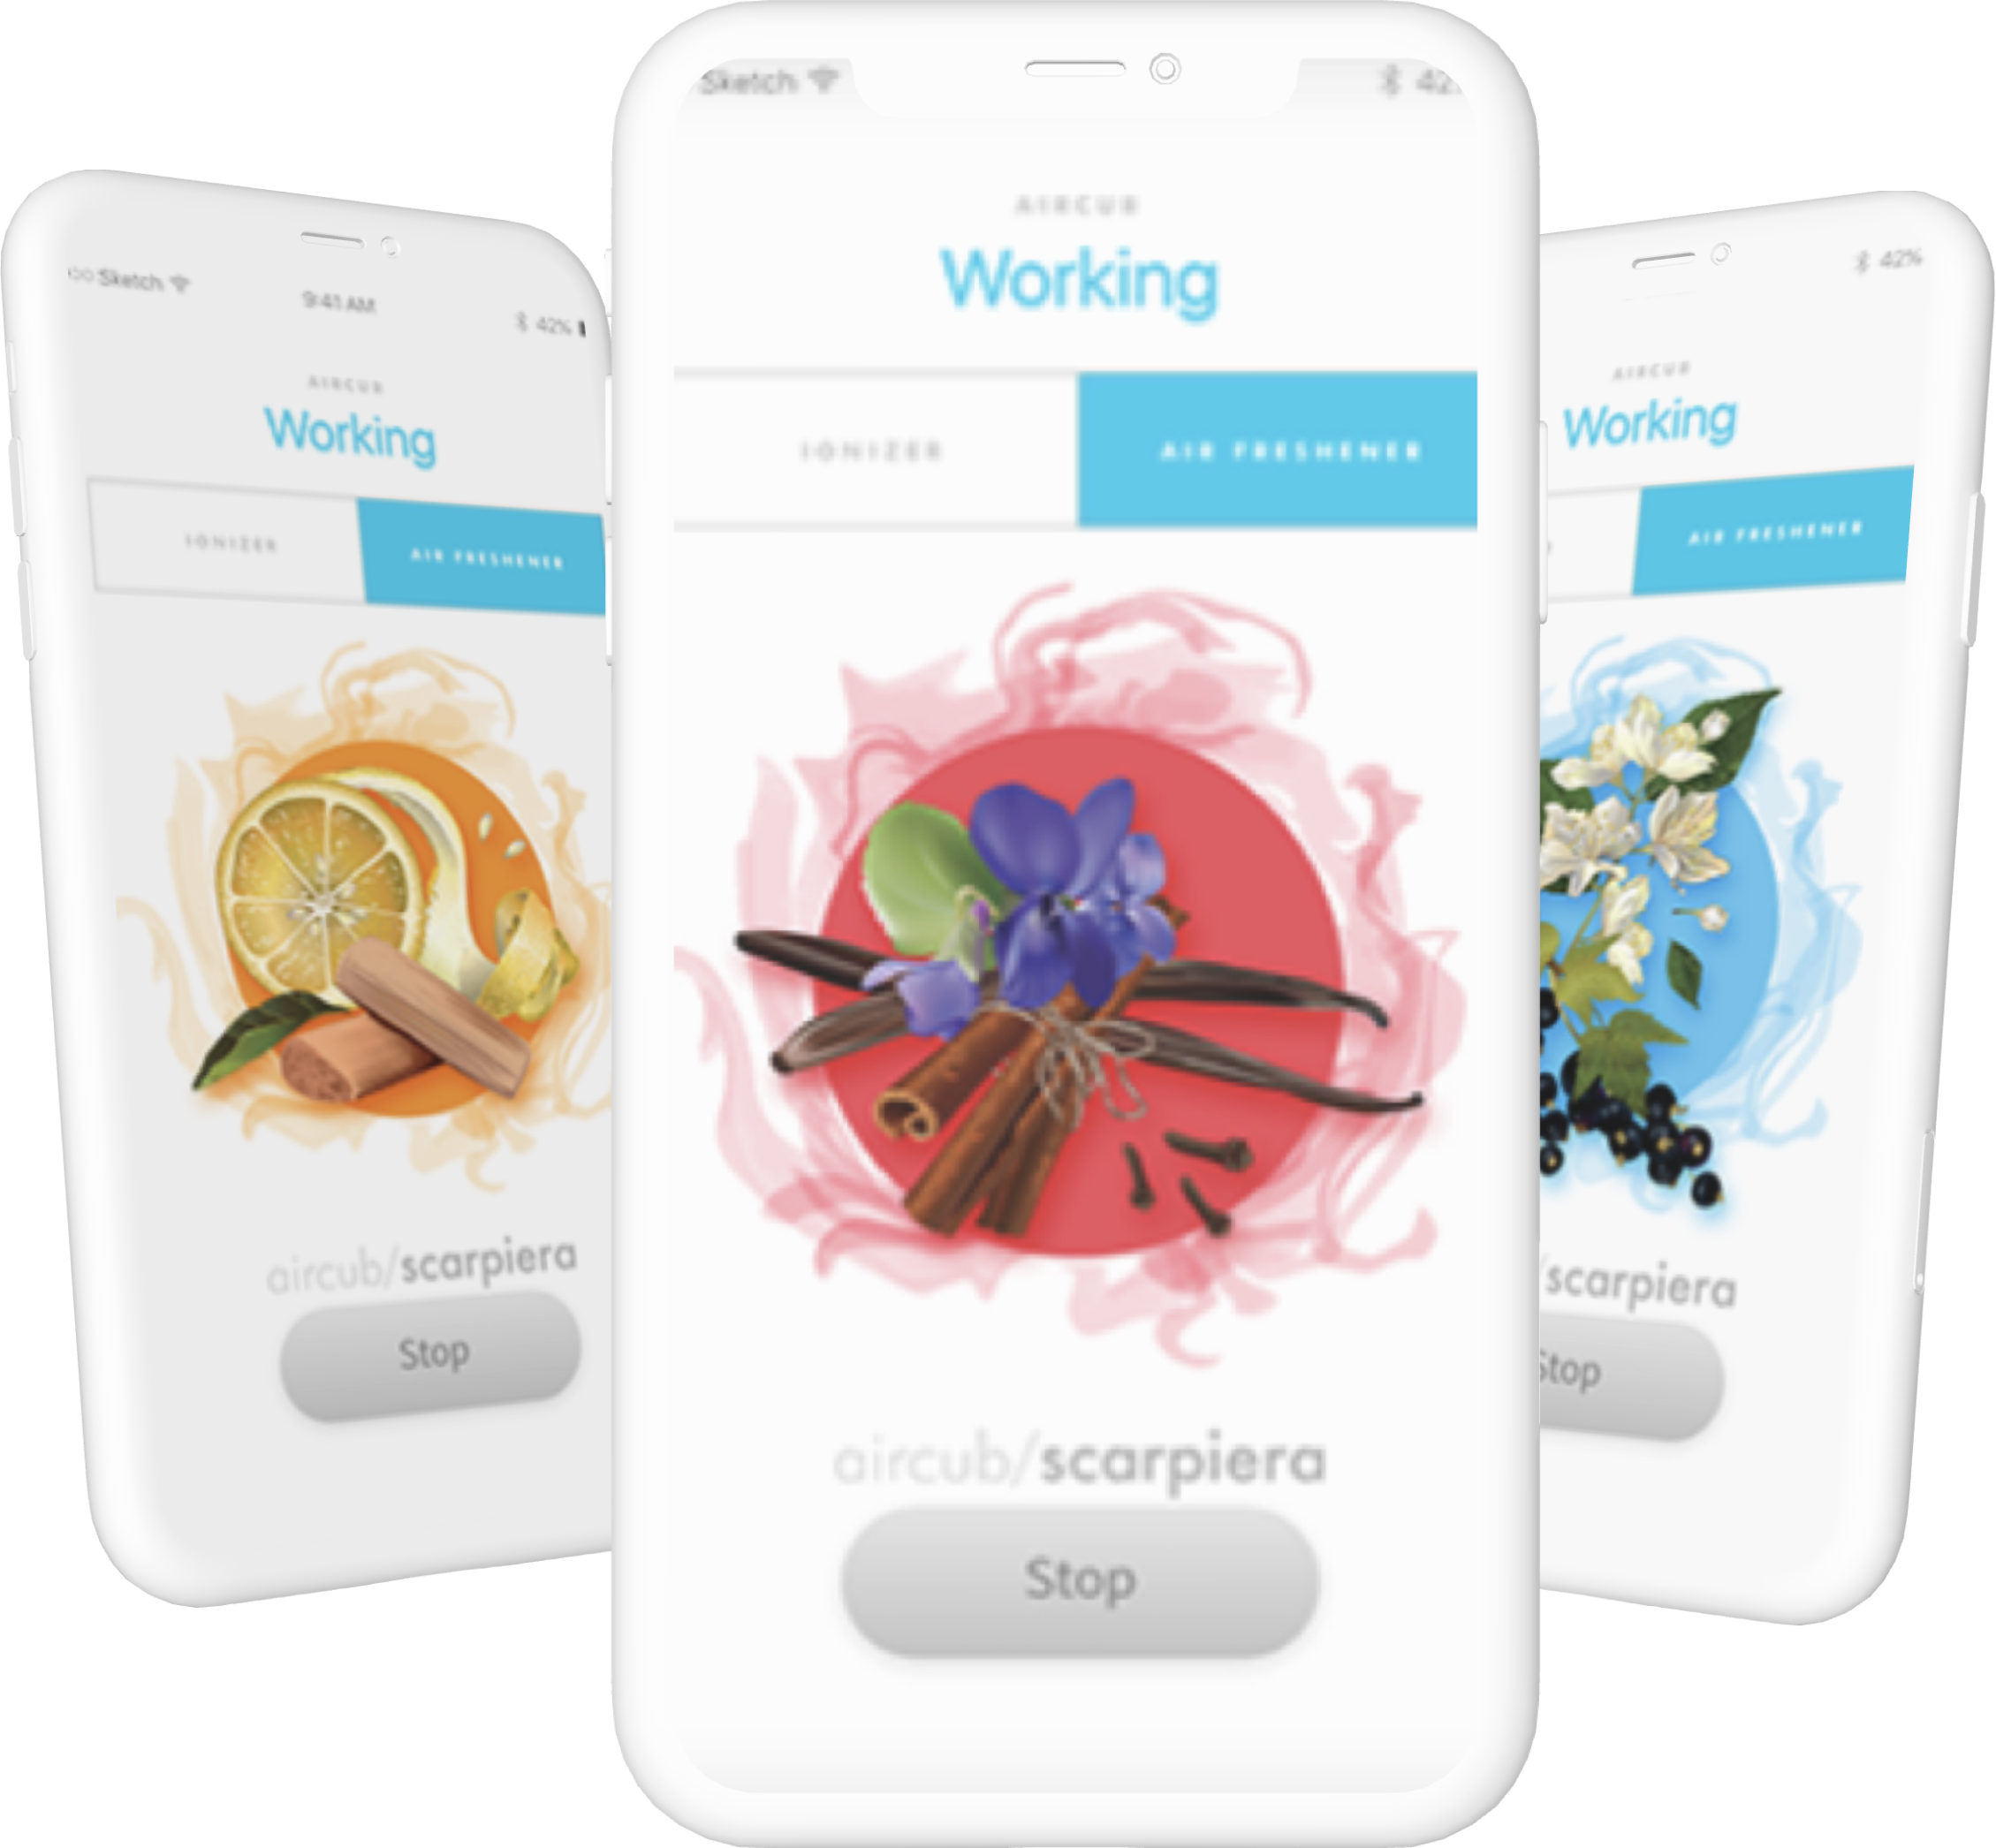 Sketch
9:41 AM
42%
AIRCUB
Working
IONIZER
AIR FRESHENER
aircub/scarpiera
Stop
Sketch
AIRCUB
Working
IONIZER
AIR FRESHENER
aircub/scarpiera
Stop
42%
AIRCUB
Working
AIR FRESHENER
/scarpiera
Stop